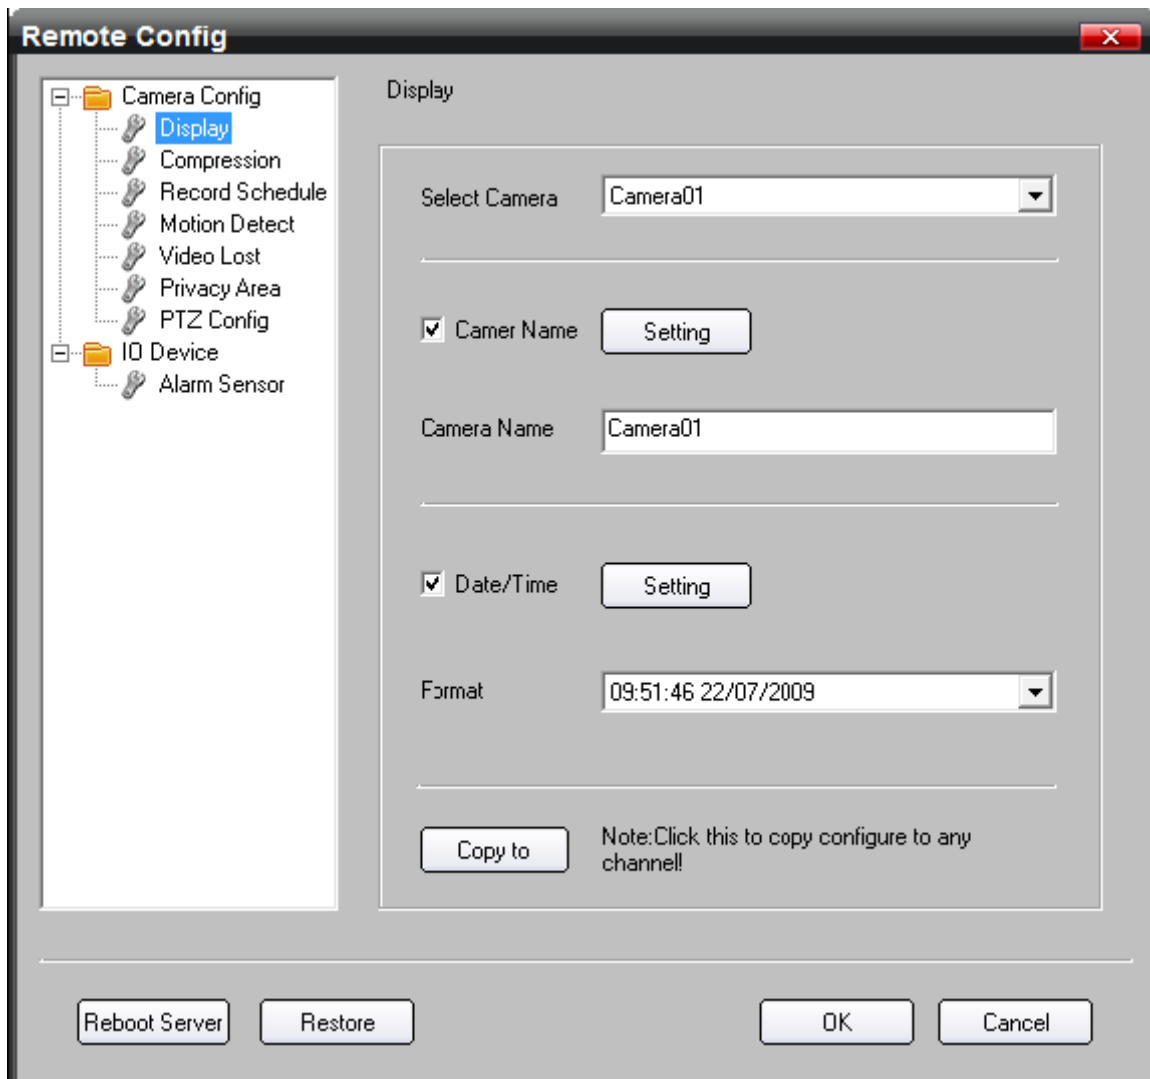 Remote Config
Camera Config
Display
Compression
Record Schedule
Motion Detect
Video Lost
Privacy Area
PTZ Config
IO Device
Alarm Sensor
Display
Select Camera Camera01
Camer Name Setting
Camera Name Camera01
Date/Time Setting
Format 09:51:46 22/07/2009
Copy to Note:Click this to copy configure to any
channel!
Reboot Server Restore OK Cancel